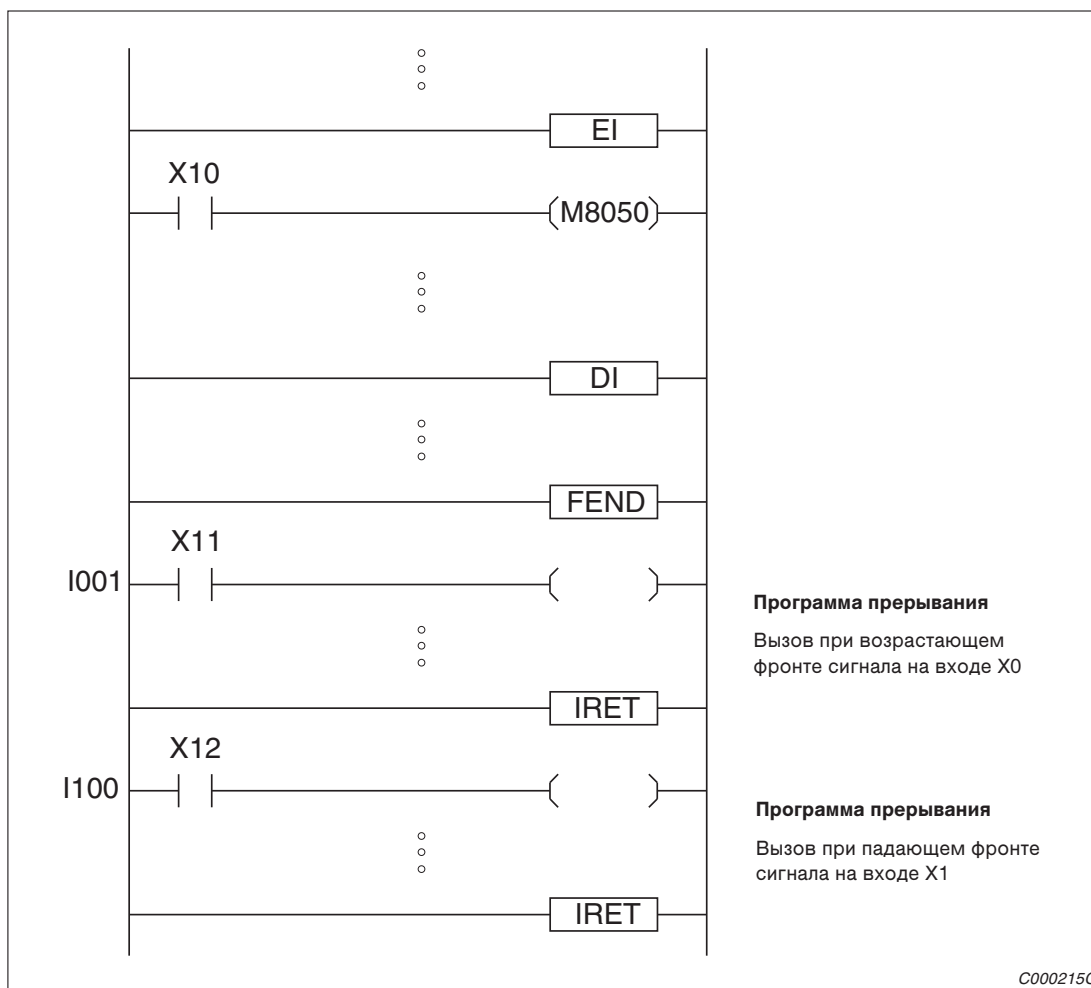 EI
X10
M8050
DI
FEND
X11
I001
Программа прерывания
Вызов при возрастающем
фронте сигнала на входе X0
IRET
X12
I100
Программа прерывания
Вызов при падающем фронте
сигнала на входе X1
IRET